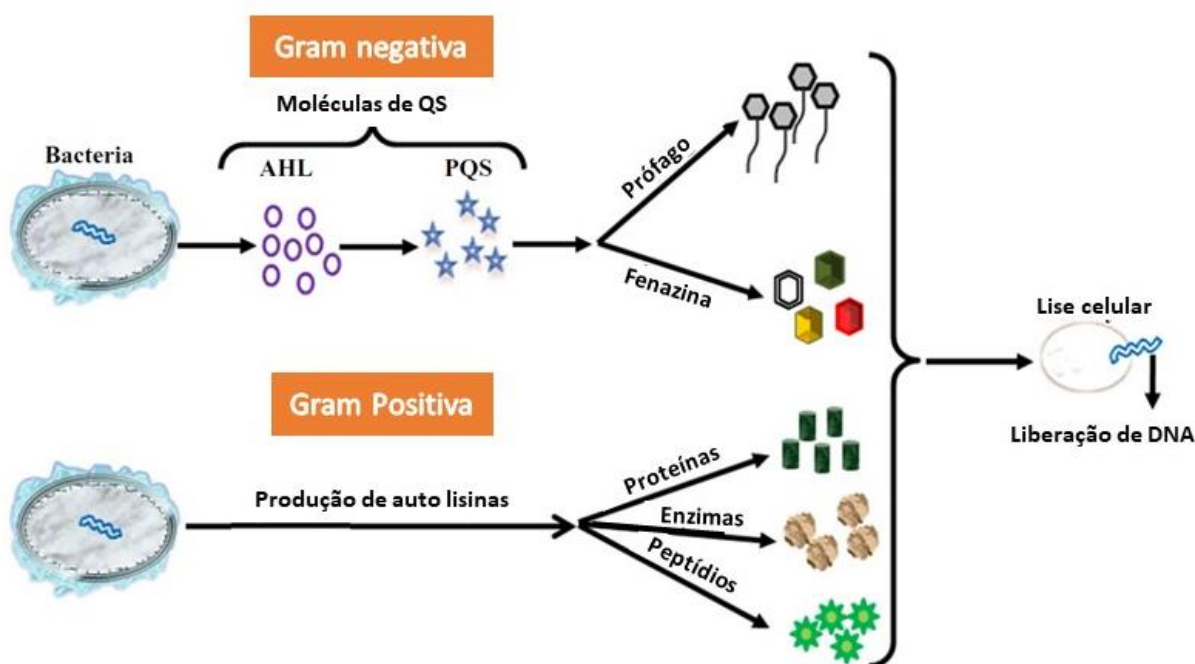 Gram negativa
Moléculas de QS
Bacteria
AHL
PQS
Prófago
Fenazina
Lise celular
Liberação de DNA
Gram Positiva
Produção de auto lisinas
Proteínas
Enzimas
Peptídios